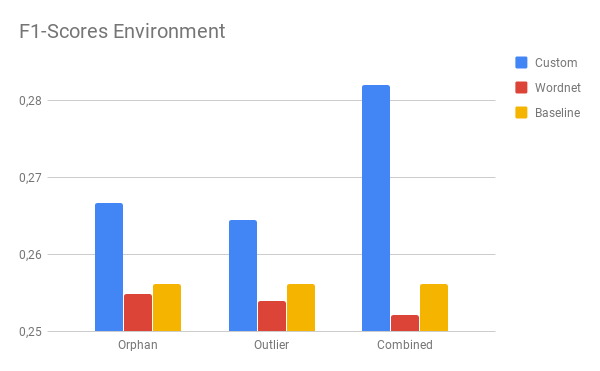 F1-Scores Environment
Custom
Wordnet
Baseline
0,28
0,27
0,26
0,25
Orphan
Outlier
Combined